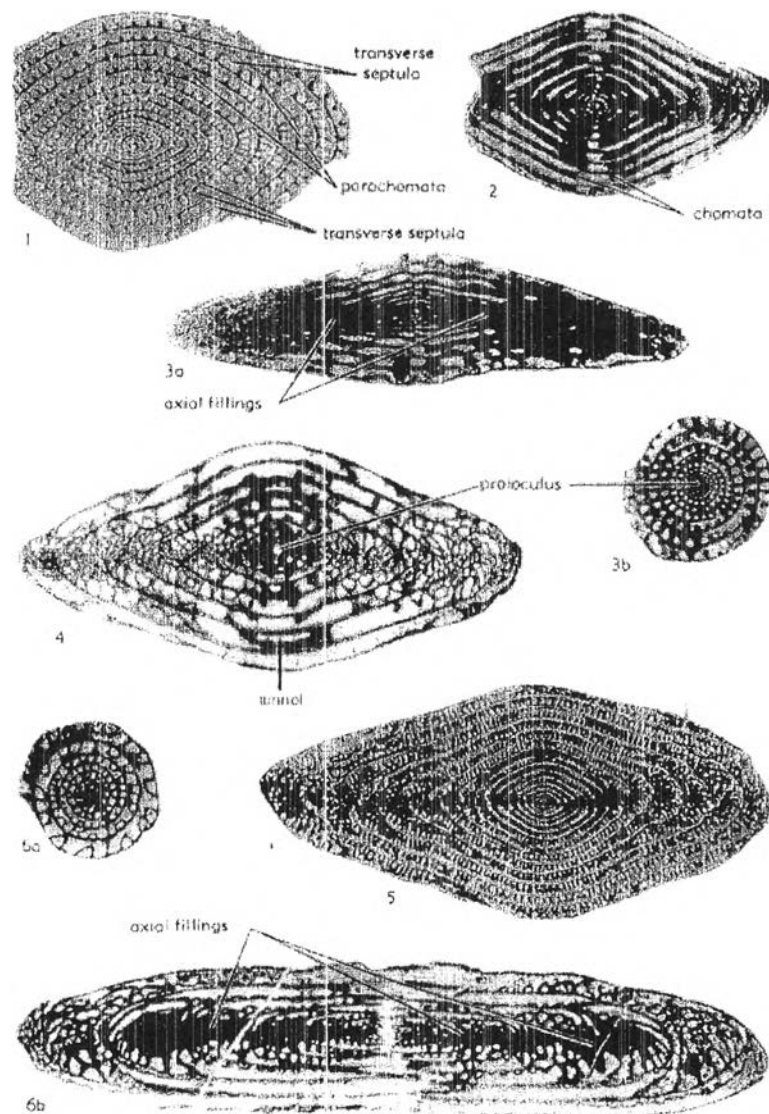 transverse
septula
parachomata
transverse septula
1
2
chomata
3a
axial fillings
proloculus
3b
4
tunnel
6a
5
axial fillings
6b